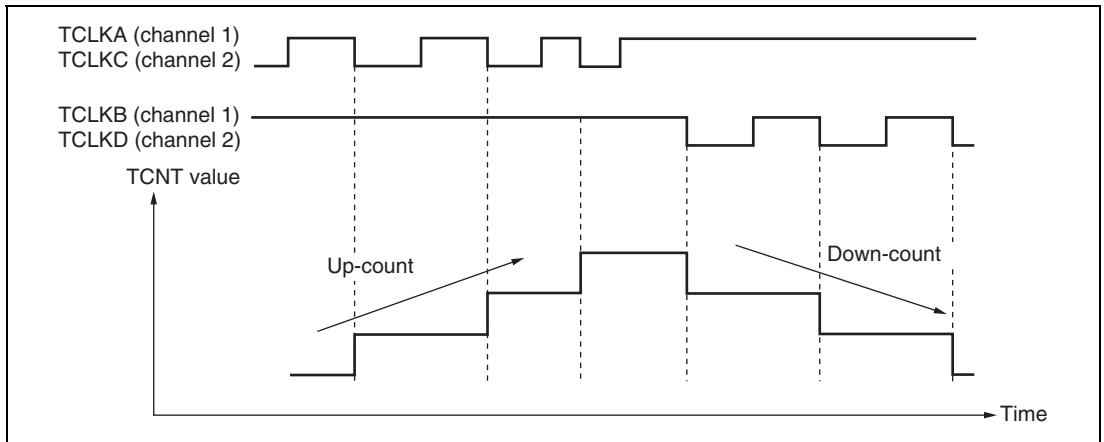 TCLKA (channel 1)
TCLKC (channel 2)
TCLKB (channel 1)
TCLKD (channel 2)
TCNT value
Up-count
Down-count
Time